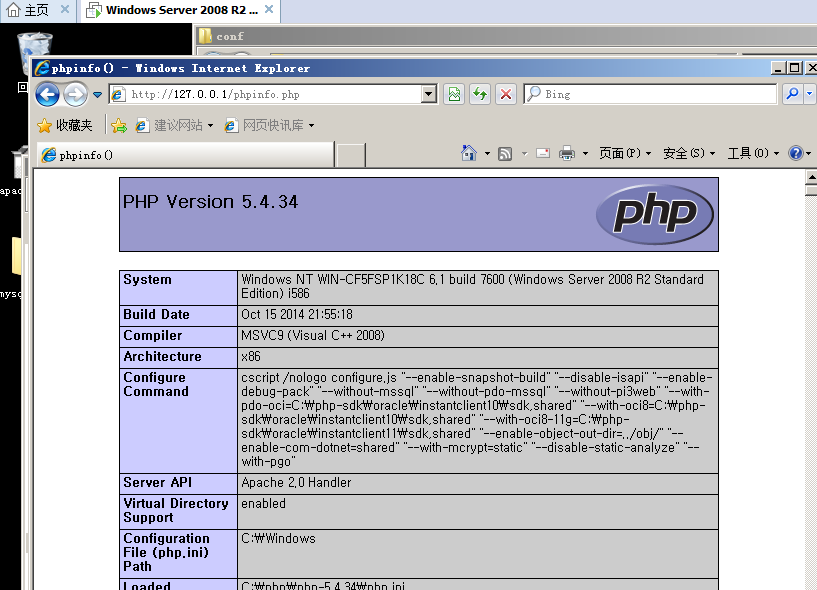 主页
Windows Server 2008 R2 ...
conf
phpinfo() - Windows Internet Explorer
http://127.0.0.1/phpinfo.php
Bing
收藏夹
建议网站
网页快讯库
phpinfo()
页面(P)
安全(S)
工具(O)
PHP Version 5.4.34
php
System
Windows NT WIN-CF5FSP1K18C 6.1 build 7600 (Windows Server 2008 R2 Standard
Edition) i586
Build Date
Oct 15 2014 21:55:18
Compiler
MSVC9 (Visual C++ 2008)
Architecture
x86
Configure
Command
cscript /nologo configure.js "--enable-snapshot-build" "--disable-isapi" "--enable-
debug-pack" "--without-mssql" "--without-pdo-mssql" "--without-pi3web" "--with-
pdo-oci=C:₩php-sdk₩oracle₩instantclient10₩sdk,shared" "--with-oci8=C:₩php-
sdk₩oracle₩instantclient10₩sdk,shared" "--with-oci8-11g=C:₩php-
sdk₩oracle₩instantclient11₩sdk,shared" "--enable-object-out-dir=../obj/" "--
enable-com-dotnet=shared" "--with-mcrypt=static" "--disable-static-analyze" "--
with-pgo"
Server API
Apache 2.0 Handler
Virtual Directory
Support
enabled
Configuration
File (php.ini)
Path
C:₩Windows
Loaded
C:₩php₩php-5.4.34₩php.ini
apac
mysq